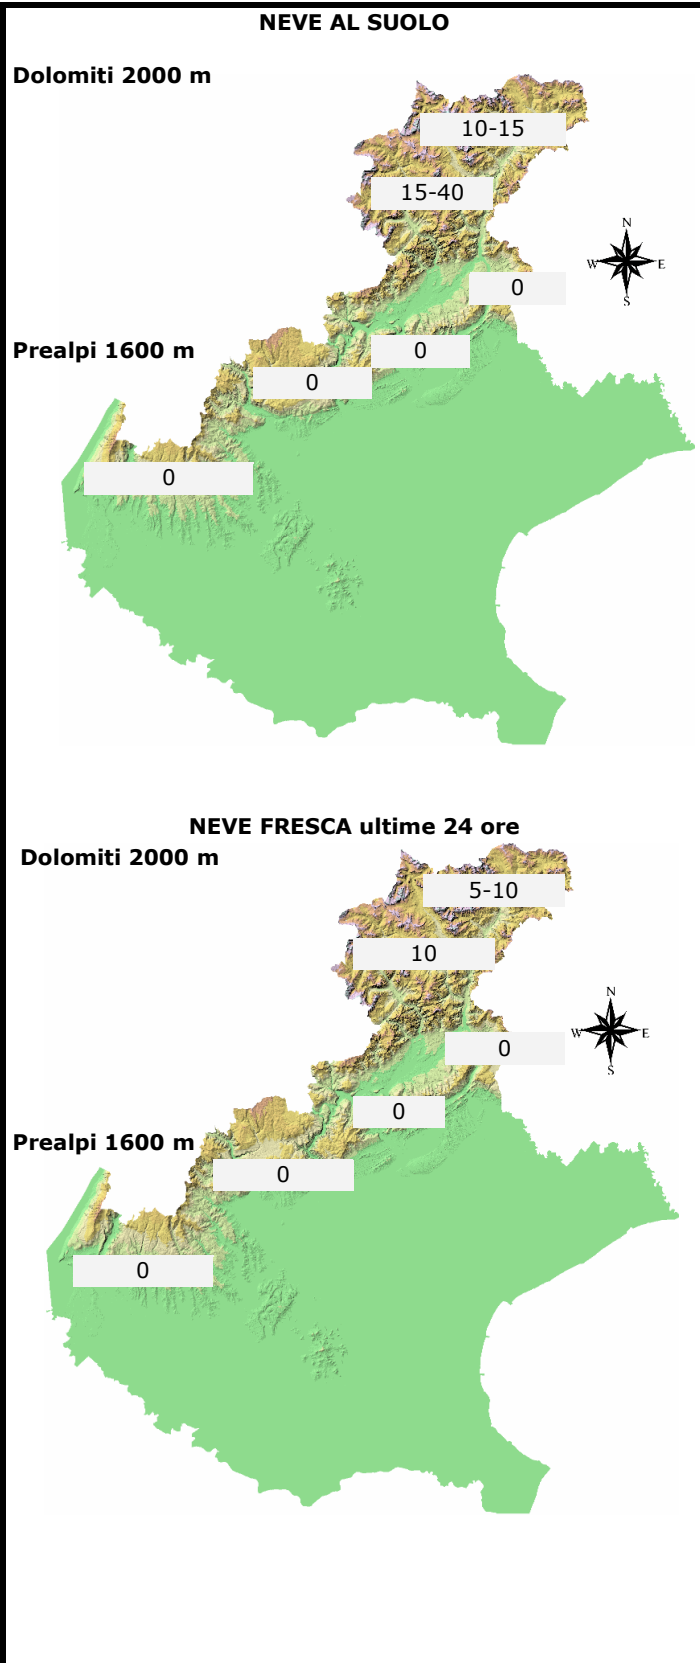 NEVE AL SUOLO
Dolomiti 2000 m
10-15
15-40
N
W E
S
0
Prealpi 1600 m
0
0
0
NEVE FRESCA ultime 24 ore
Dolomiti 2000 m
5-10
10
N
W E
S
0
0
Prealpi 1600 m
0
0